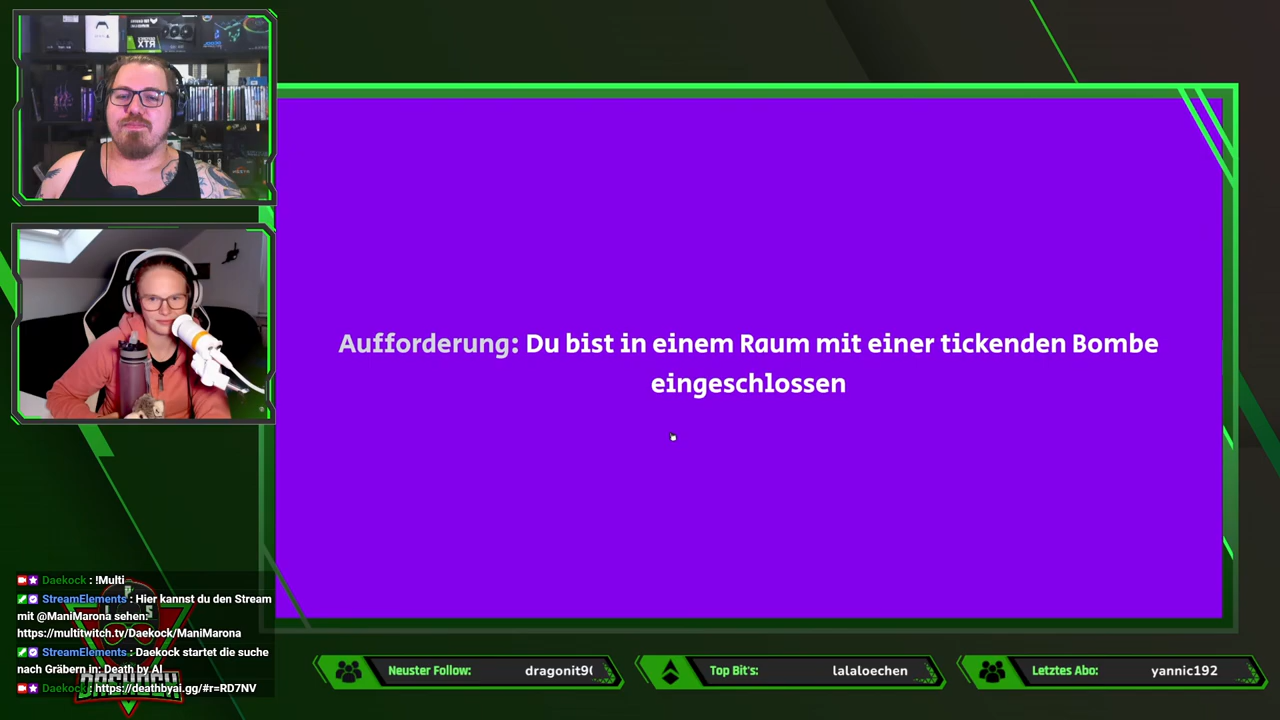 Aufforderung: Du bist in einem Raum mit einer tickenden Bombe
eingeschlossen
Daekock : !Multi
StreamElements : Hier kannst du den Stream
mit @ManiMarona sehen:
https://multitwitch.tv/Daekock/ManiMarona
StreamElements : Daekock startet die suche
nach Gräbern in: Death by AI
Daekock : https://deathbyai.gg/#r=RD7NV
Neuster Follow: dragonit90
Top Bit's: lalaloechen
Letztes Abo: yannic192